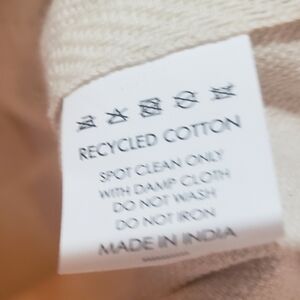 RECYCLED COTTON
SPOT CLEAN ONLY
WITH DAMP CLOTH
DO NOT WASH
DO NOT IRON
MADE IN INDIA